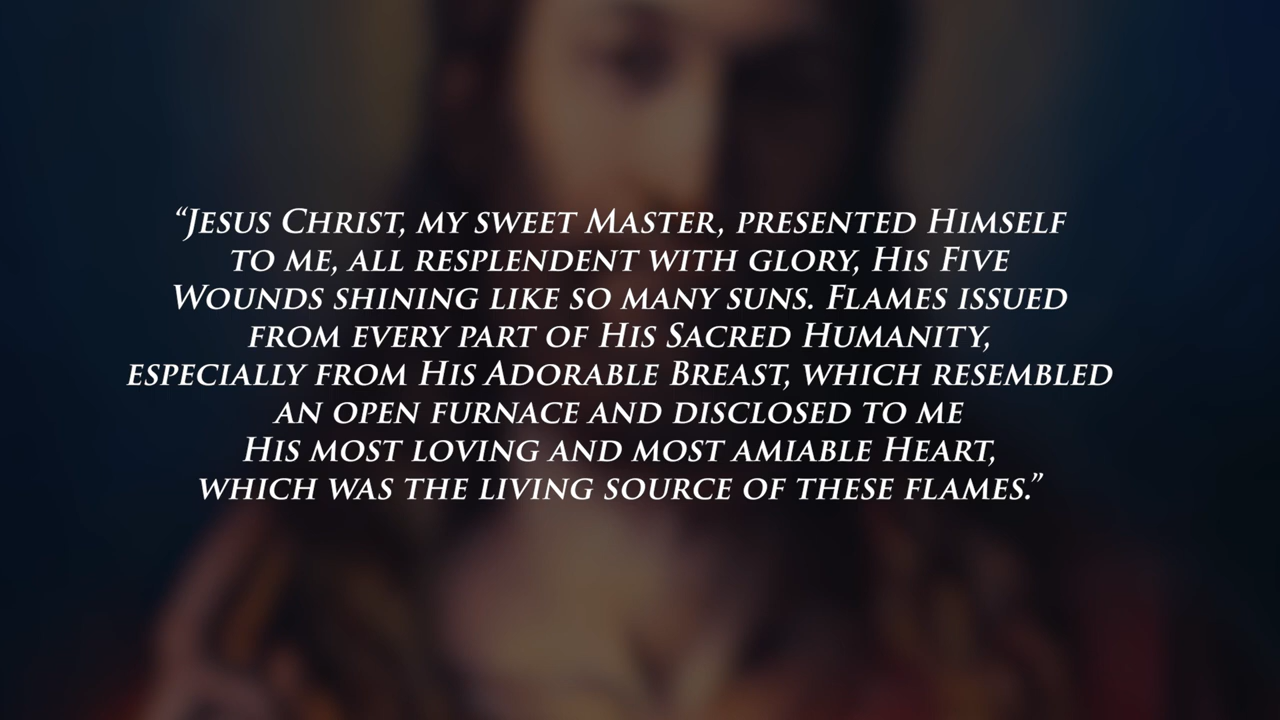 “Jesus Christ, my sweet Master, presented Himself
to me, all resplendent with glory, His Five
Wounds shining like so many suns. Flames issued
from every part of His Sacred Humanity,
especially from His Adorable Breast, which resembled
an open furnace and disclosed to me
His most loving and most amiable Heart,
which was the living source of these flames.”